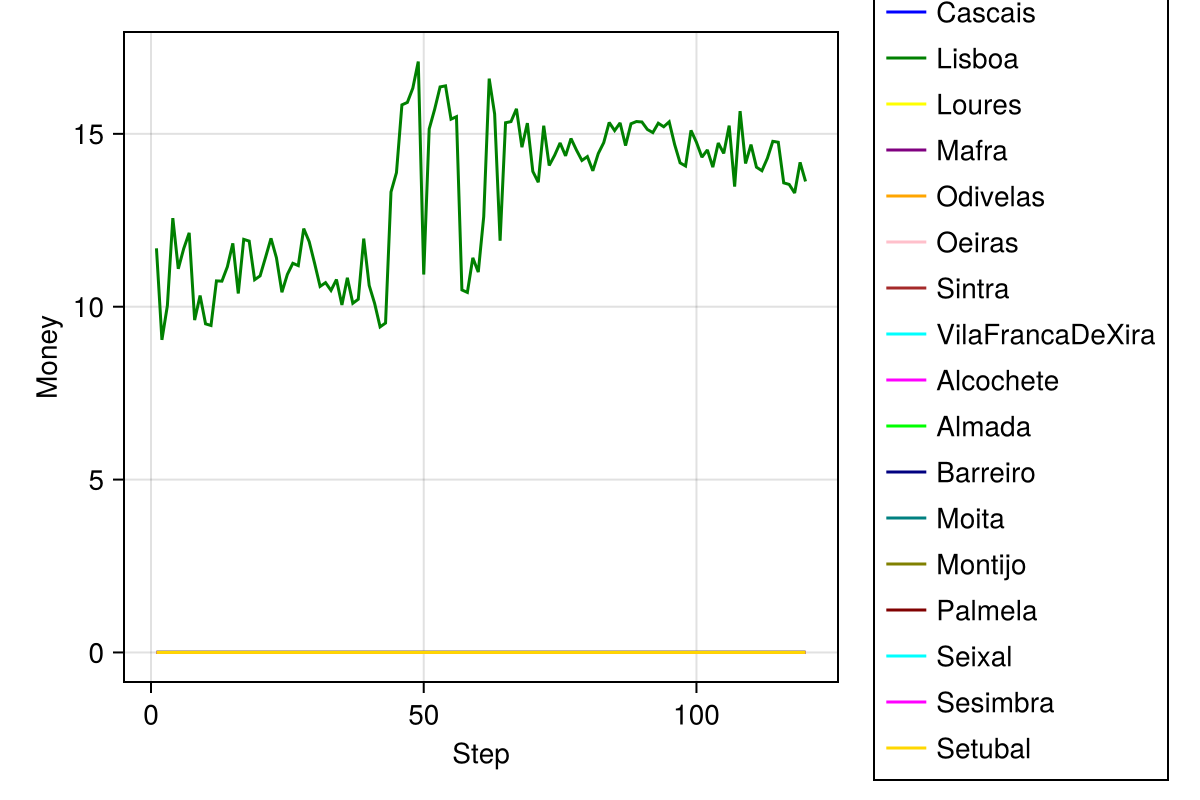 Money
15
10
5
0
0
50
100
Step
Cascais
Lisboa
Loures
Mafra
Odivelas
Oeiras
Sintra
VilaFrancaDeXira
Alcochete
Almada
Barreiro
Moita
Montijo
Palmela
Seixal
Sesimbra
Setubal